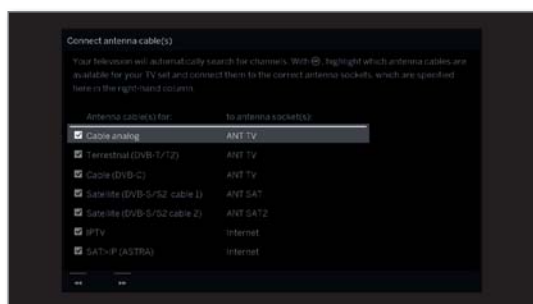 Connect antenna cable(s)
Your television will automatically search for channels. With , highlight which antenna cables are
available for your TV set and connect them to the correct antenna sockets, which are specified
here in the right-hand column.
Antenna cable(s) for: to antenna socket(s):
Cable analog ANT TV
Terrestrial (DVB-T/T2) ANT TV
Cable (DVB-C) ANT TV
Satellite (DVB-S/S2 cable 1) ANT SAT
Satellite (DVB-S/S2 cable 2) ANT SAT2
IPTV Internet
SAT>IP (ASTRA) Internet